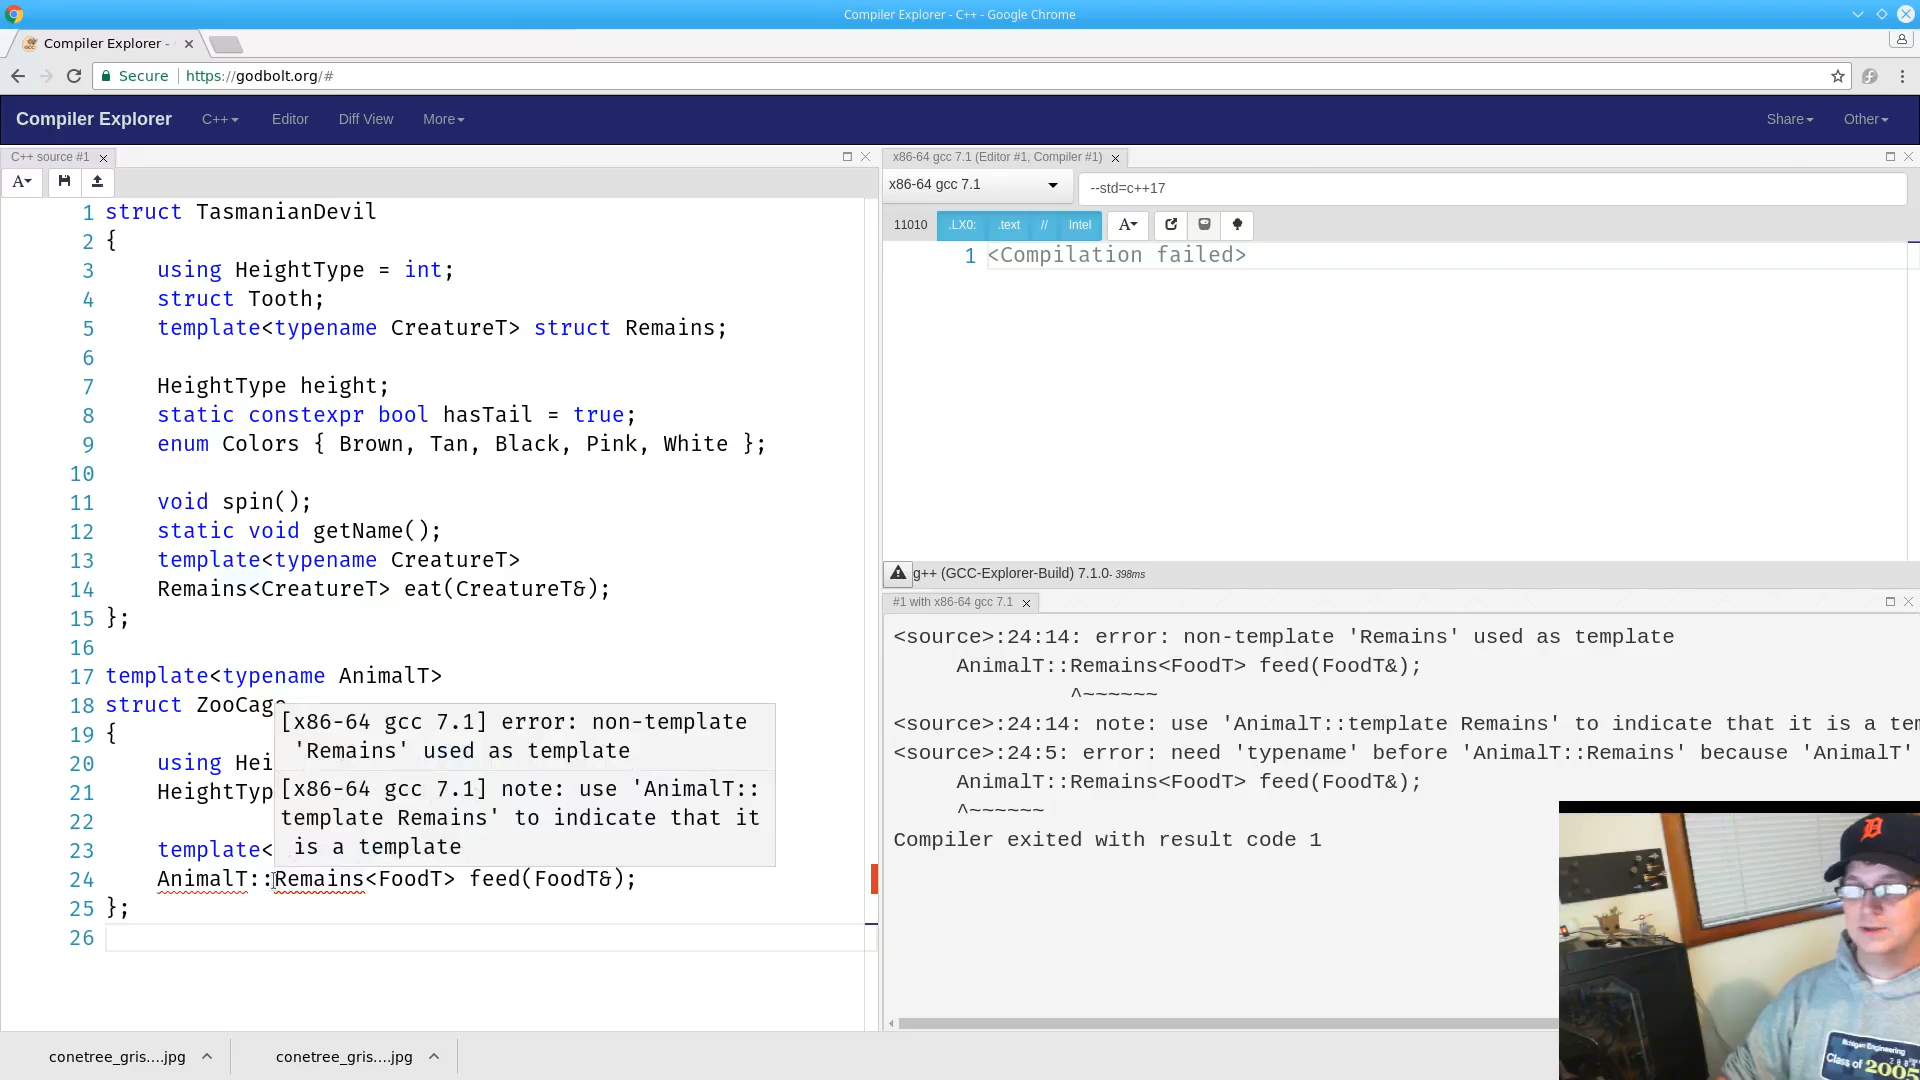 Compiler Explorer - C++ - Google Chrome
Compiler Explorer -
Secure https://godbolt.org/#
Compiler Explorer C++ Editor Diff View More Share Other
C++ source #1
A
1 struct TasmanianDevil
2 {
3 using HeightType = int;
4 struct Tooth;
5 template<typename CreatureT> struct Remains;
6
7 HeightType height;
8 static constexpr bool hasTail = true;
9 enum Colors { Brown, Tan, Black, Pink, White };
10
11 void spin();
12 static void getName();
13 template<typename CreatureT>
14 Remains<CreatureT> eat(CreatureT&);
15 };
16
17 template<typename AnimalT>
18 struct ZooCage
19 {
20 using Hei
21 HeightTyp
22
23 template<
24 AnimalT::Remains<FoodT> feed(FoodT&);
25 };
26
[x86-64 gcc 7.1] error: non-template
'Remains' used as template
[x86-64 gcc 7.1] note: use 'AnimalT::
template Remains' to indicate that it
is a template
x86-64 gcc 7.1 (Editor #1, Compiler #1)
x86-64 gcc 7.1 --std=c++17
11010 .LX0: .text // Intel A
1 <Compilation failed>
g++ (GCC-Explorer-Build) 7.1.0 - 398ms
#1 with x86-64 gcc 7.1
<source>:24:14: error: non-template 'Remains' used as template
AnimalT::Remains<FoodT> feed(FoodT&);
^~~~~~~
<source>:24:14: note: use 'AnimalT::template Remains' to indicate that it is a tem
<source>:24:5: error: need 'typename' before 'AnimalT::Remains' because 'AnimalT'
AnimalT::Remains<FoodT> feed(FoodT&);
^~~~~~~
Compiler exited with result code 1
conetree_gris....jpg
conetree_gris....jpg
D
Michigan Engineering
Class of 2005